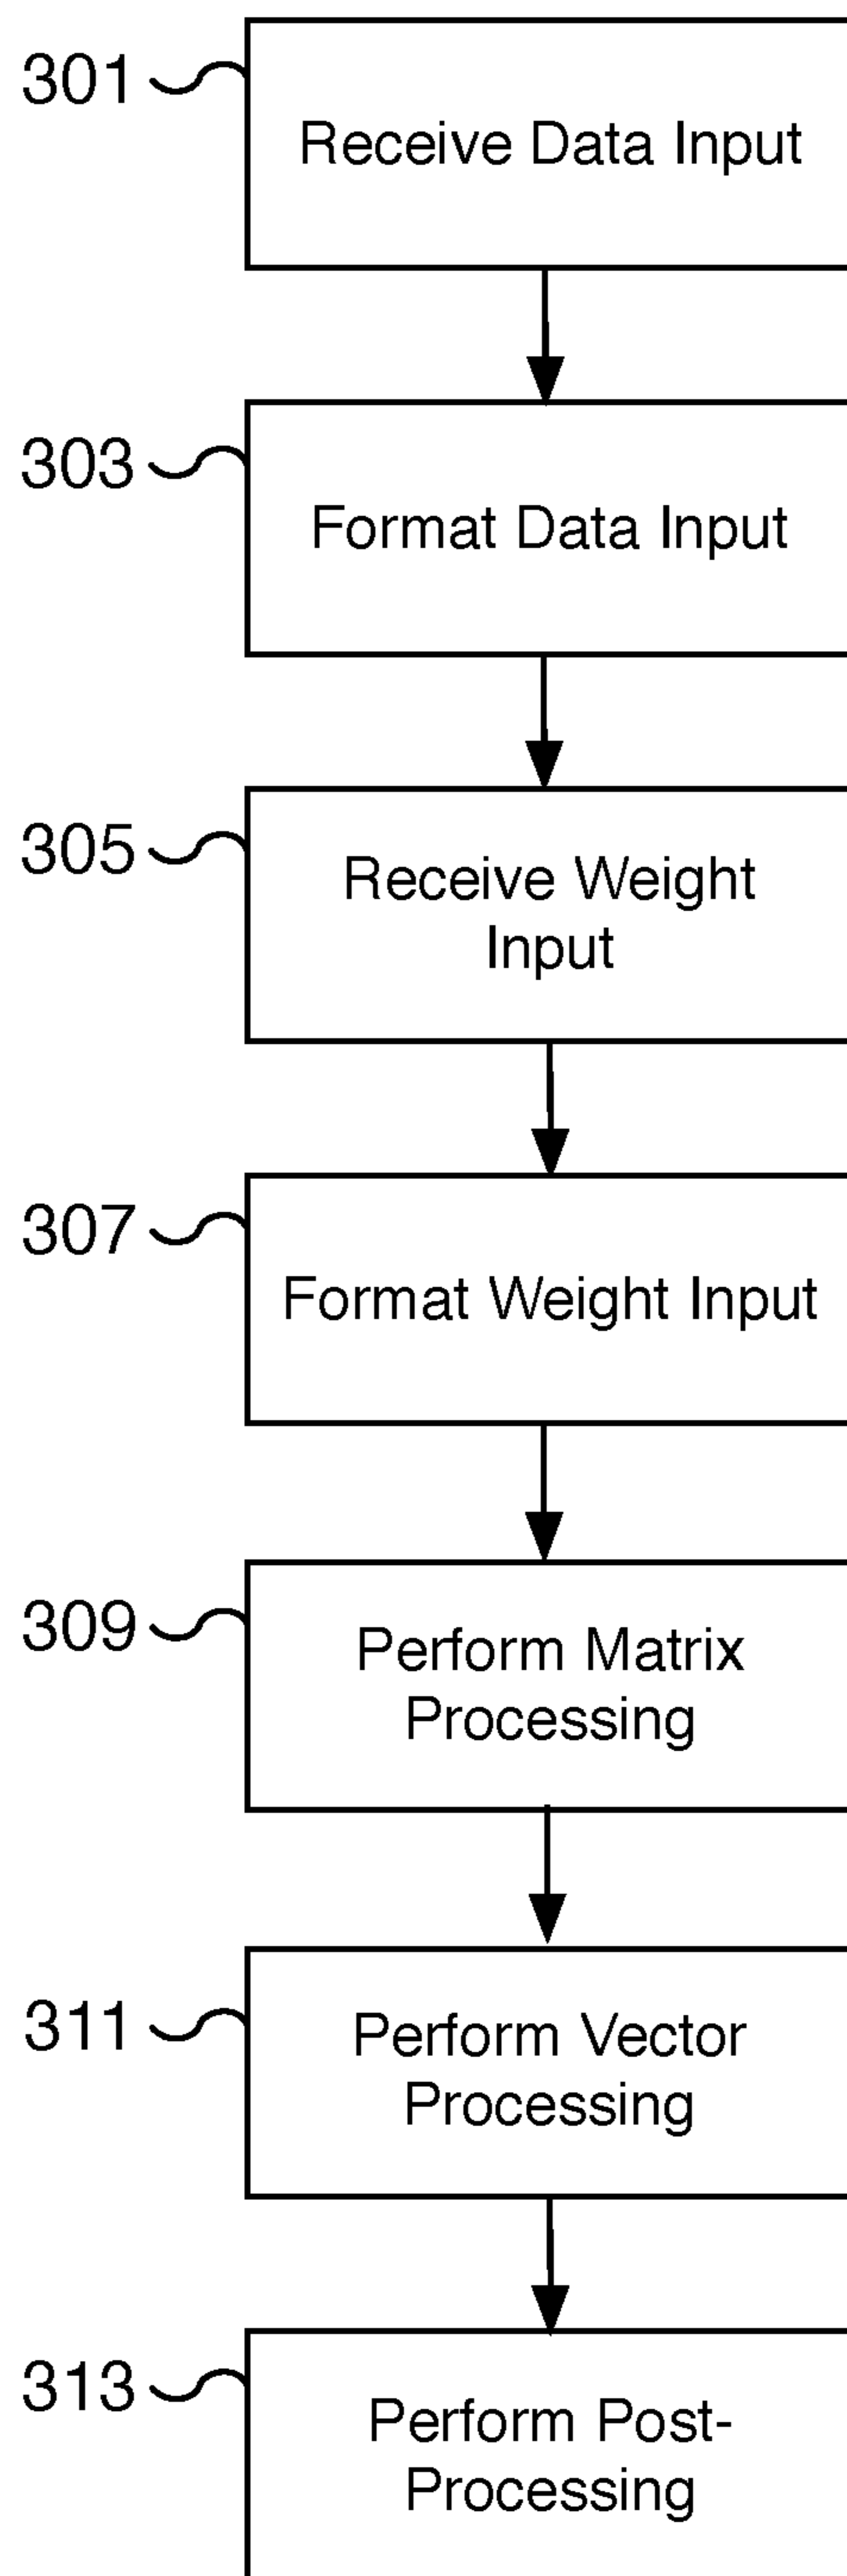 301
Receive Data Input
303
Format Data Input
305
Receive Weight
Input
307
Format Weight Input
309
Perform Matrix
Processing
311
Perform Vector
Processing
313
Perform Post-
Processing